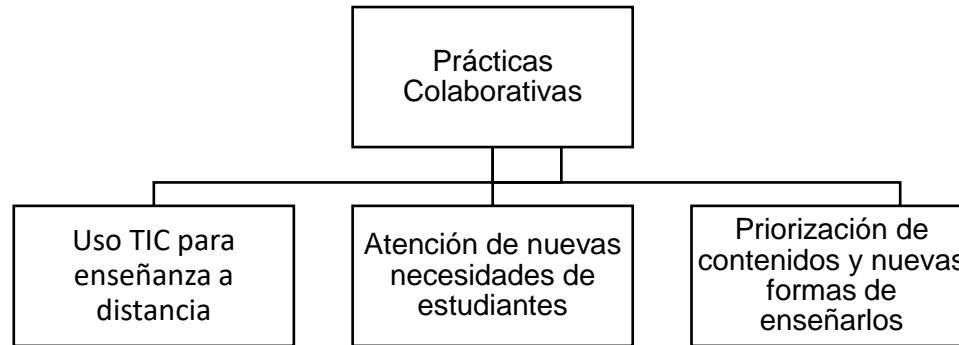 Prácticas
Colaborativas
Uso TIC para
enseñanza a
distancia
Atención de nuevas
necesidades de
estudiantes
Priorización de
contenidos y nuevas
formas de
enseñarlos